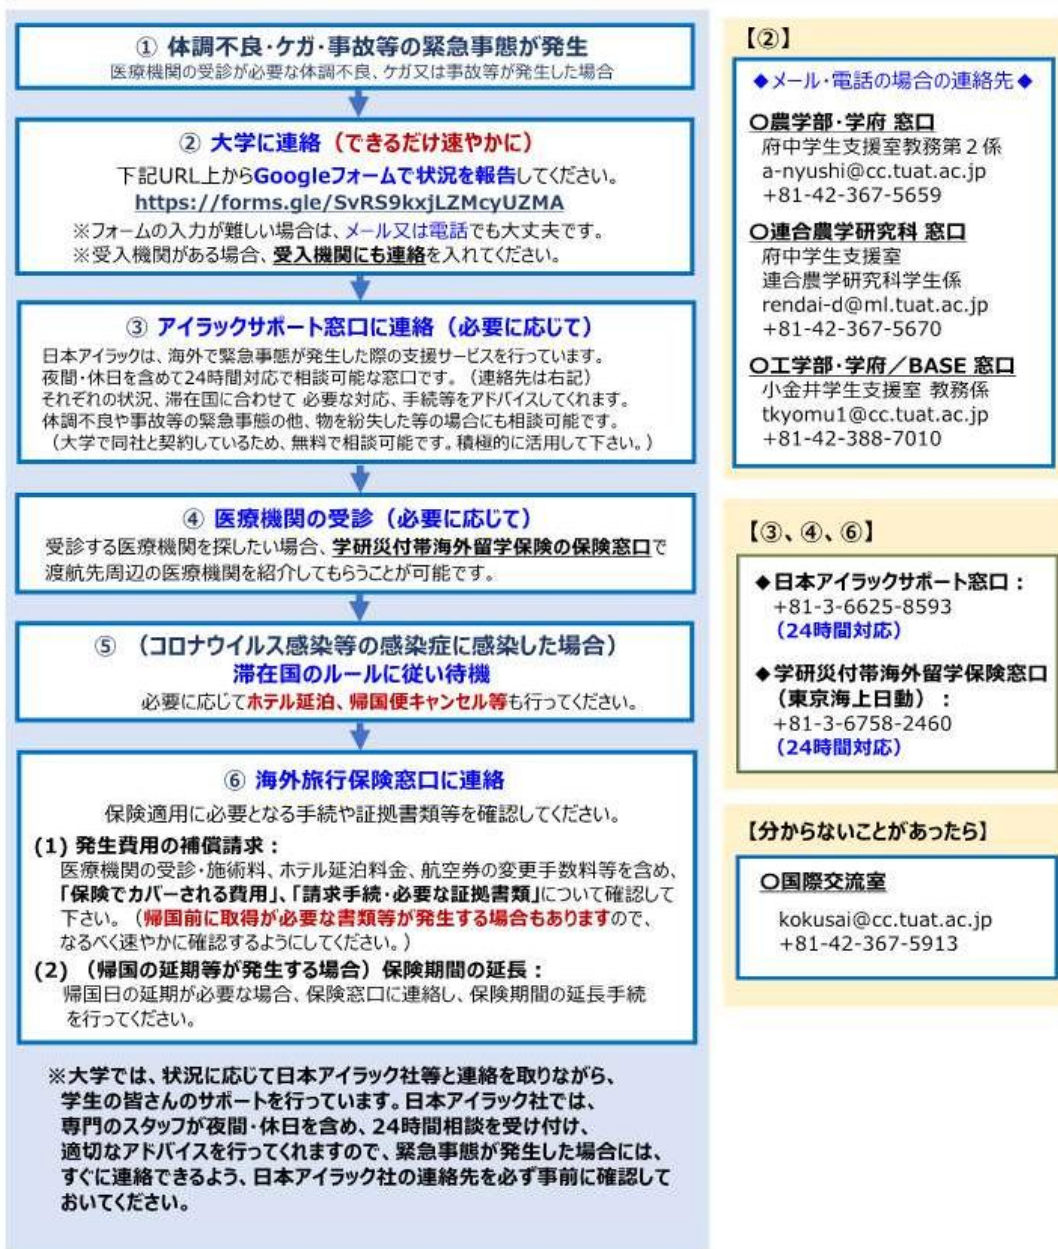 ① 体調不良・ケガ・事故等の緊急事態が発生
医療機関の受診が必要な体調不良、ケガ又は事故等が発生した場合
② 大学に連絡（できるだけ速やかに）
下記URL上からGoogleフォームで状況を報告してください。
https://forms.gle/SvRS9kxjLZMcyUZMA
※フォームの入力が難しい場合は、メール又は電話でも大丈夫です。
※受入機関がある場合、受入機関にも連絡を入れてください。
③ アイラックサポート窓口に連絡（必要に応じて）
日本アイラックは、海外で緊急事態が発生した際の支援サービスを行っています。
夜間・休日を含めて24時間対応で相談可能な窓口です。（連絡先は右記）
それぞれの状況、滞在国に合わせて 必要な対応、手続等をアドバイスしてくれます。
体調不良や事故等の緊急事態の他、物を紛失した等の場合にも相談可能です。
（大学で同社と契約しているため、無料で相談可能です。積極的に活用して下さい。）
④ 医療機関の受診（必要に応じて）
受診する医療機関を探したい場合、学研災付帯海外留学保険の保険窓口で
渡航先周辺の医療機関を紹介してもらうことが可能です。
⑤ （コロナウイルス感染等の感染症に感染した場合）
滞在国のルールに従い待機
必要に応じてホテル延泊、帰国便キャンセル等も行ってください。
⑥ 海外旅行保険窓口に連絡
保険適用に必要となる手続や証拠書類等を確認してください。
(1) 発生費用の補償請求：
医療機関の受診・施術料、ホテル延泊料金、航空券の変更手数料等を含め、
「保険でカバーされる費用」、「請求手続・必要な証拠書類」について確認して
下さい。（帰国前に取得が必要な書類等が発生する場合もありますので、
なるべく速やかに確認するようにしてください。）
(2) （帰国の延期等が発生する場合）保険期間の延長：
帰国日の延期が必要な場合、保険窓口に連絡し、保険期間の延長手続
を行ってください。
※大学では、状況に応じて日本アイラック社等と連絡を取りながら、
学生の皆さんのサポートを行っています。日本アイラック社では、
専門のスタッフが夜間・休日を含め、24時間相談を受け付け、
適切なアドバイスを行ってくれますので、緊急事態が発生した場合には、
すぐに連絡できるよう、日本アイラック社の連絡先を必ず事前に確認して
おいてください。
【②】
◆メール・電話の場合の連絡先◆
○農学部・学府 窓口
府中学生支援室教務第２係
a-nyushi@cc.tuat.ac.jp
+81-42-367-5659
○連合農学研究科 窓口
府中学生支援室
連合農学研究科学生係
rendai-d@ml.tuat.ac.jp
+81-42-367-5670
○工学部・学府／BASE 窓口
小金井学生支援室 教務係
tkyomu1@cc.tuat.ac.jp
+81-42-388-7010
【③、④、⑥】
◆日本アイラックサポート窓口：
+81-3-6625-8593
（24時間対応）
◆学研災付帯海外留学保険窓口
（東京海上日動）：
+81-3-6758-2460
（24時間対応）
【分からないことがあったら】
○国際交流室
kokusai@cc.tuat.ac.jp
+81-42-367-5913